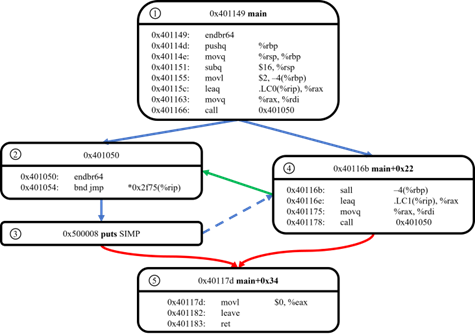 ① 0x401149 main
0x401149: endbr64
0x40114d: pushq %rbp
0x40114e: movq %rsp, %rbp
0x401151: subq $16, %rsp
0x401155: movl $2, –4(%rbp)
0x40115c: leaq .LC0(%rip), %rax
0x401163: movq %rax, %rdi
0x401166: call 0x401050
② 0x401050
0x401050: endbr64
0x401054: bnd jmp *0x2f75(%rip)
③ 0x500008 puts SIMP
④ 0x40116b main+0x22
0x40116b: sall –4(%rbp)
0x40116e: leaq .LC1(%rip), %rax
0x401175: movq %rax, %rdi
0x401178: call 0x401050
⑤ 0x40117d main+0x34
0x40117d: movl $0, %eax
0x401182: leave
0x401183: ret